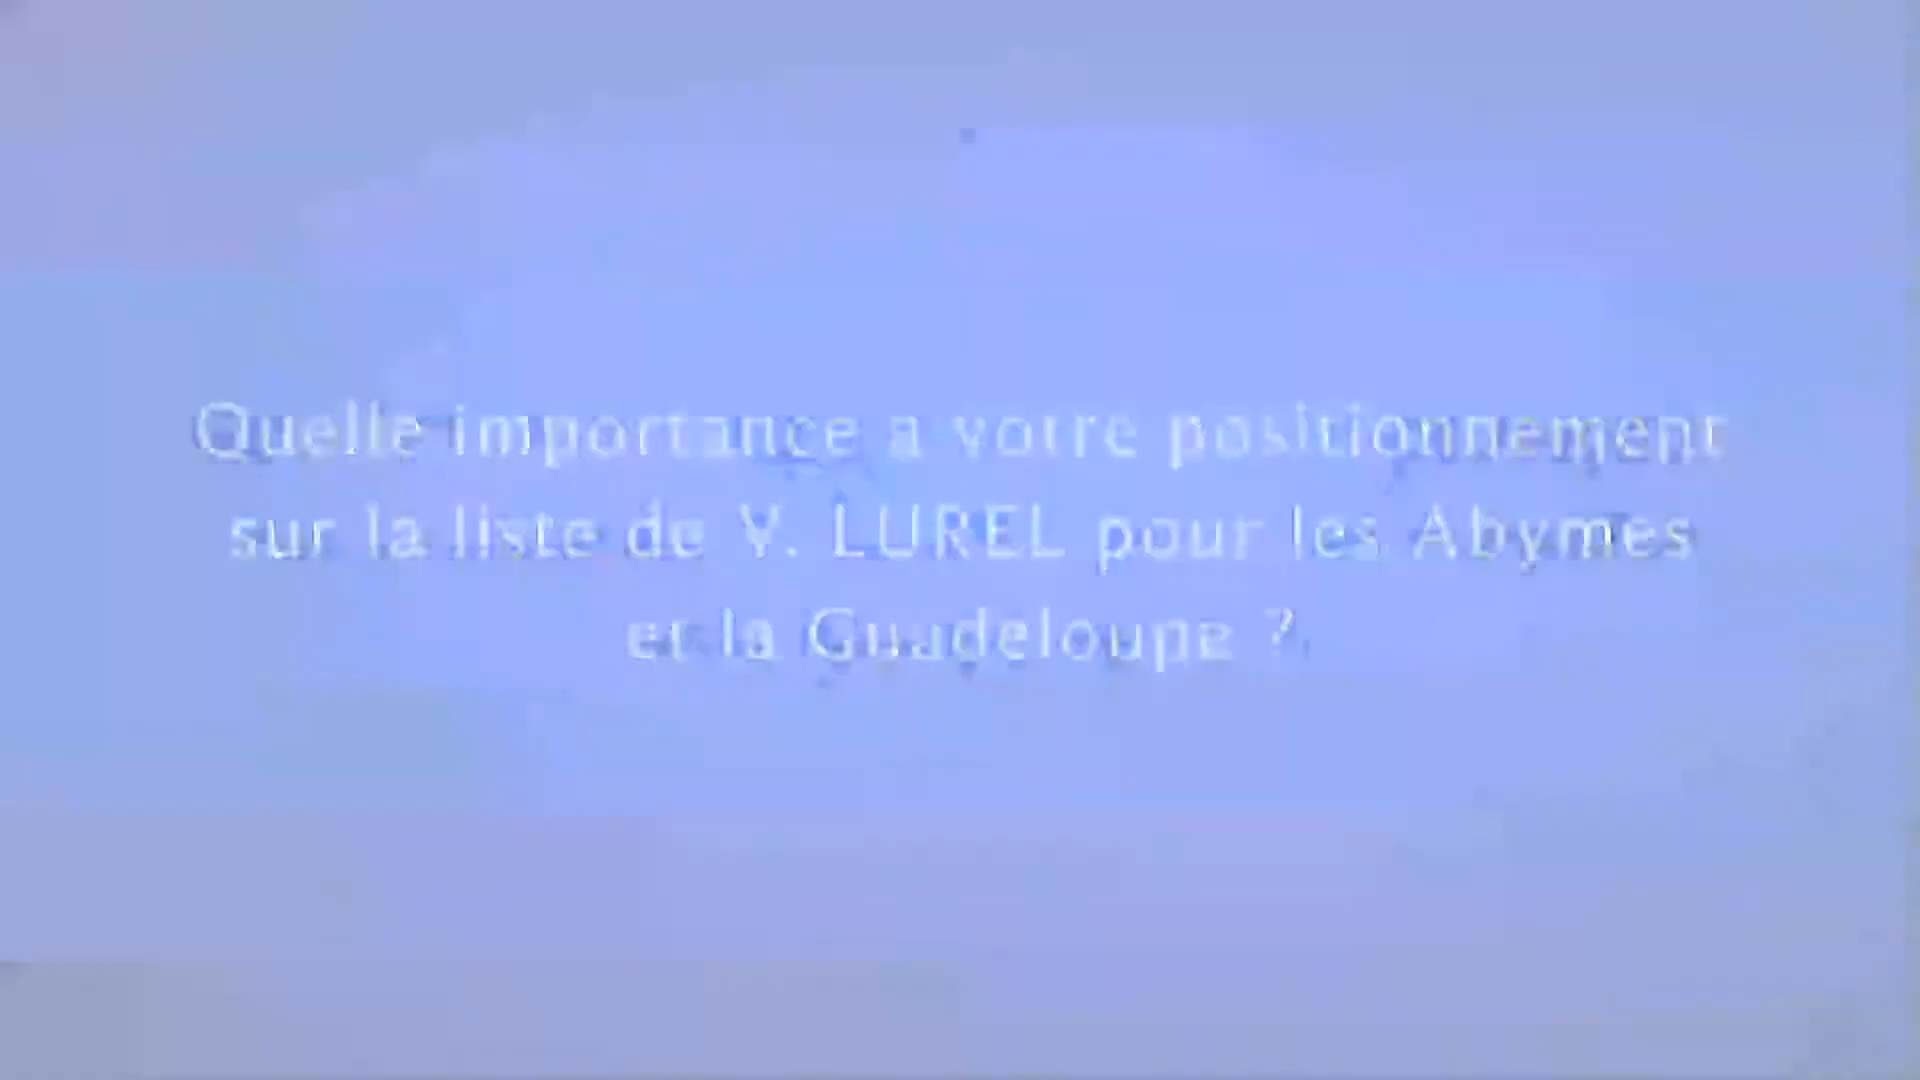 Quelle importance a votre positionnement
sur la liste de V. LUREL pour les Abymes
et la Guadeloupe ?